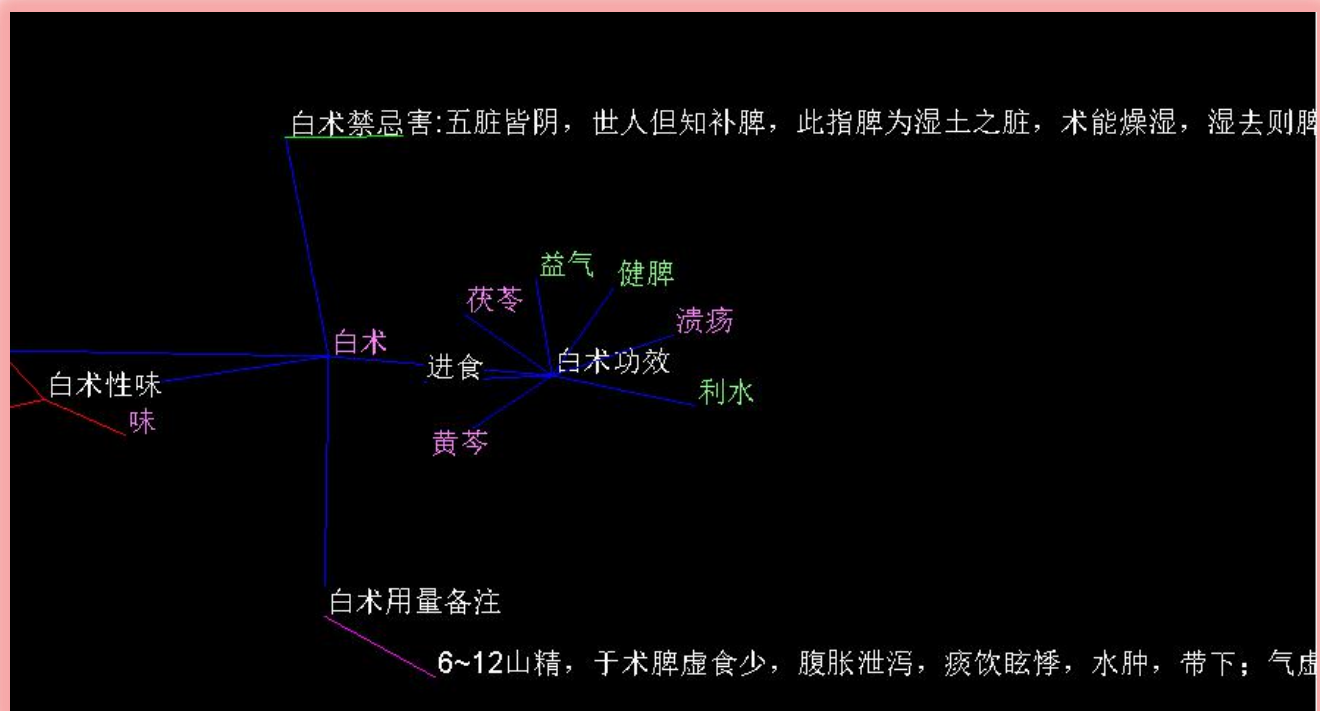 白术禁忌害:五脏皆阴，世人但知补脾，此指脾为湿土之脏，术能燥湿，湿去则脾
益气
健脾
茯苓
溃疡
白术
进食
白术功效
白术性味
利水
味
黄芩
白术用量备注
6~12山精，于术脾虚食少，腹胀泄泻，痰饮眩悸，水肿，带下；气虚